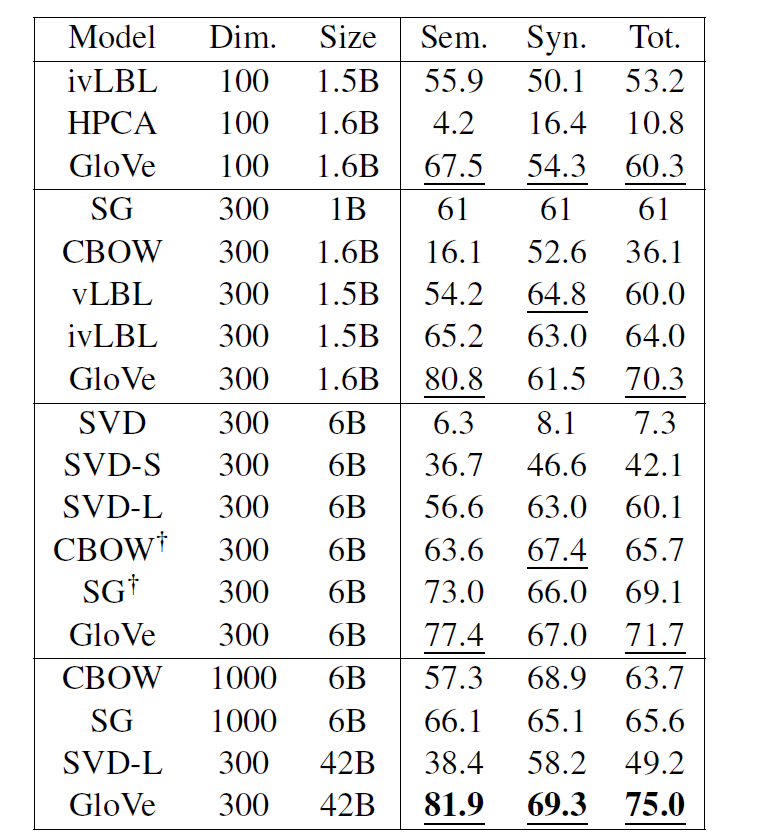 Model Dim. Size Sem. Syn. Tot.
ivLBL 100 1.5B 55.9 50.1 53.2
HPCA 100 1.6B 4.2 16.4 10.8
GloVe 100 1.6B 67.5 54.3 60.3
SG 300 1B 61 61 61
CBOW 300 1.6B 16.1 52.6 36.1
vLBL 300 1.5B 54.2 64.8 60.0
ivLBL 300 1.5B 65.2 63.0 64.0
GloVe 300 1.6B 80.8 61.5 70.3
SVD 300 6B 6.3 8.1 7.3
SVD-S 300 6B 36.7 46.6 42.1
SVD-L 300 6B 56.6 63.0 60.1
CBOW† 300 6B 63.6 67.4 65.7
SG† 300 6B 73.0 66.0 69.1
GloVe 300 6B 77.4 67.0 71.7
CBOW 1000 6B 57.3 68.9 63.7
SG 1000 6B 66.1 65.1 65.6
SVD-L 300 42B 38.4 58.2 49.2
GloVe 300 42B 81.9 69.3 75.0